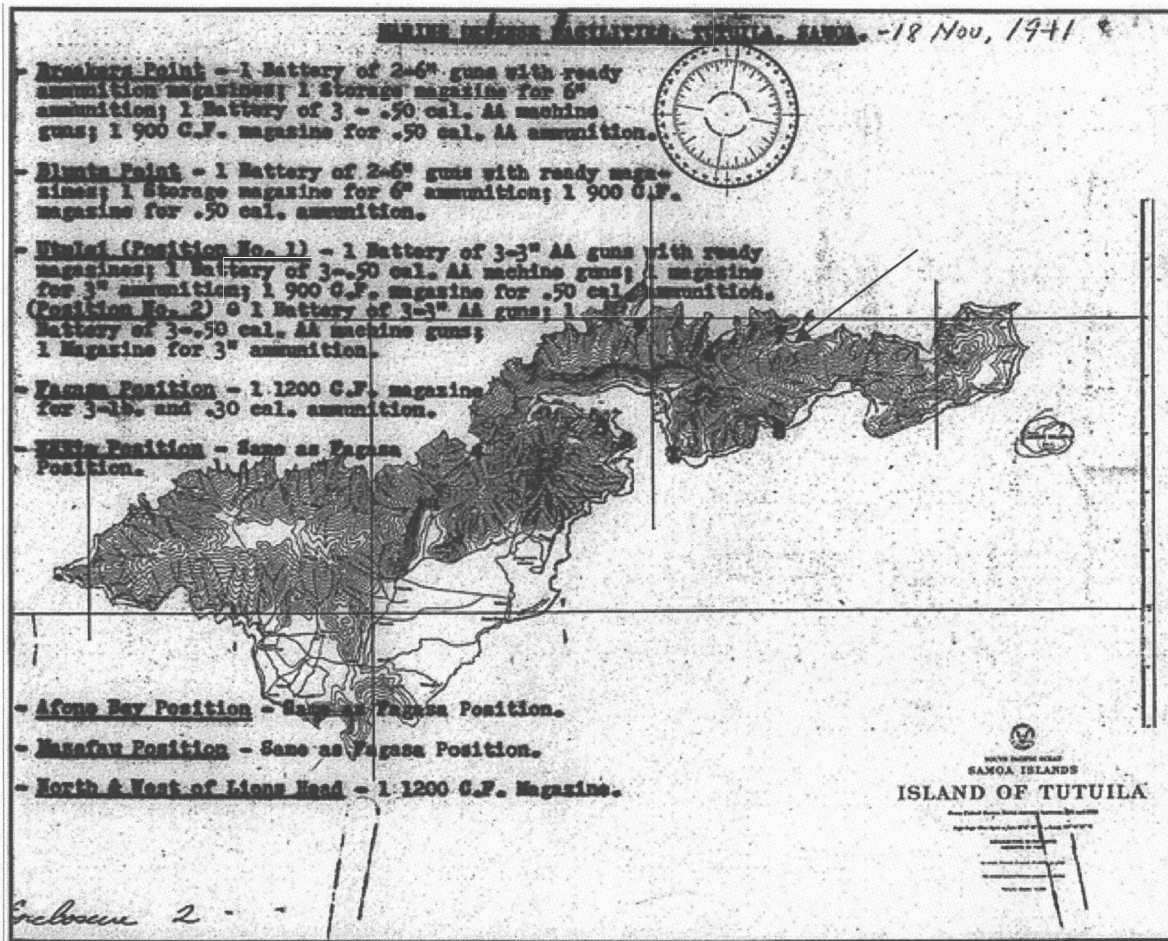 MARINE DEFENSE FACILITIES, TUTUILA, SAMOA. -18 Nov, 1941
- Breakers Point - 1 Battery of 2-6" guns with ready
ammunition magazines; 1 Storage magazine for 6"
ammunition; 1 Battery of 3 - .50 cal. AA machine
guns; 1 900 C.F. magazine for .50 cal. AA ammunition.
- Blunts Point - 1 Battery of 2-6" guns with ready maga-
zines; 1 Storage magazine for 6" ammunition; 1 900 C.F.
magazine for .50 cal. ammunition.
- Utulei (Position No. 1) - 1 Battery of 3-3" AA guns with ready
magazines; 1 Battery of 3-.50 cal. AA machine guns; 1 magazine
for 3" ammunition; 1 900 C.F. magazine for .50 cal. ammunition.
(Position No. 2) @ 1 Battery of 3-3" AA guns; 1
Battery of 3-.50 cal. AA machine guns;
1 Magazine for 3" ammunition.
- Fagasa Position - 1 1200 C.F. magazine
for 3-lb. and .30 cal. ammunition.
- Position - Same as Fagasa
Position.
- Afono Bay Position - Same as Fagasa Position.
- Masefau Position - Same as Fagasa Position.
- North & West of Lions Head - 1 1200 C.F. Magazine.
SOUTH PACIFIC OCEAN
SAMOA ISLANDS
ISLAND OF TUTUILA
Enclosure 2